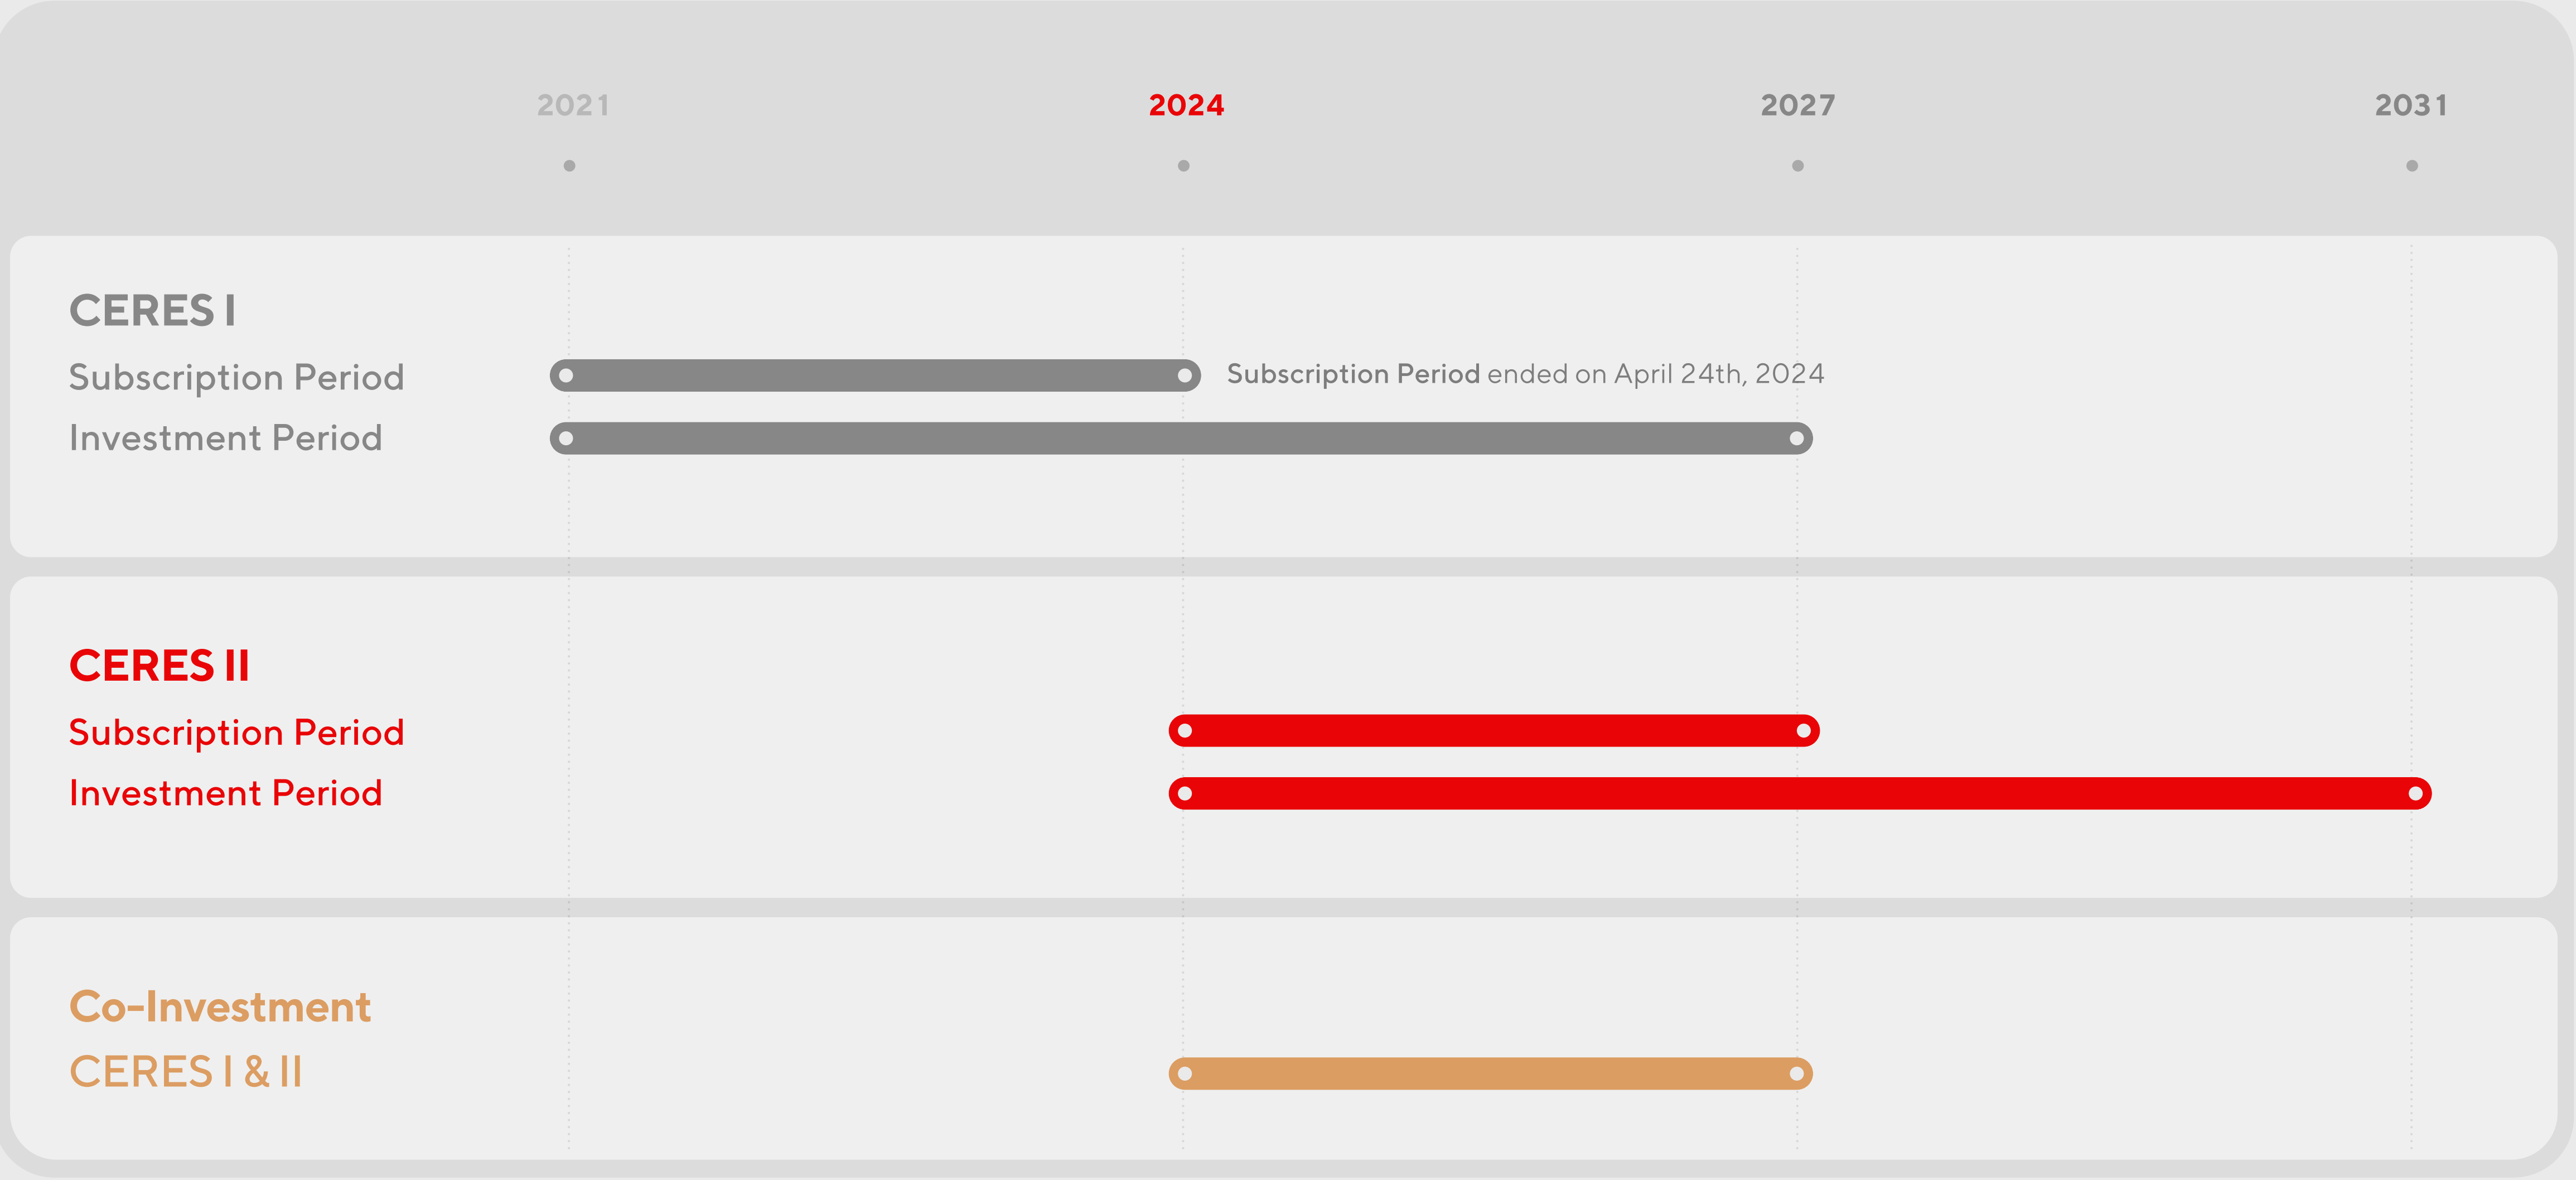 2021 2024 2027 2031
CERES I
Subscription Period
Subscription Period ended on April 24th, 2024
Investment Period
CERES II
Subscription Period
Investment Period
Co-Investment
CERES I & II